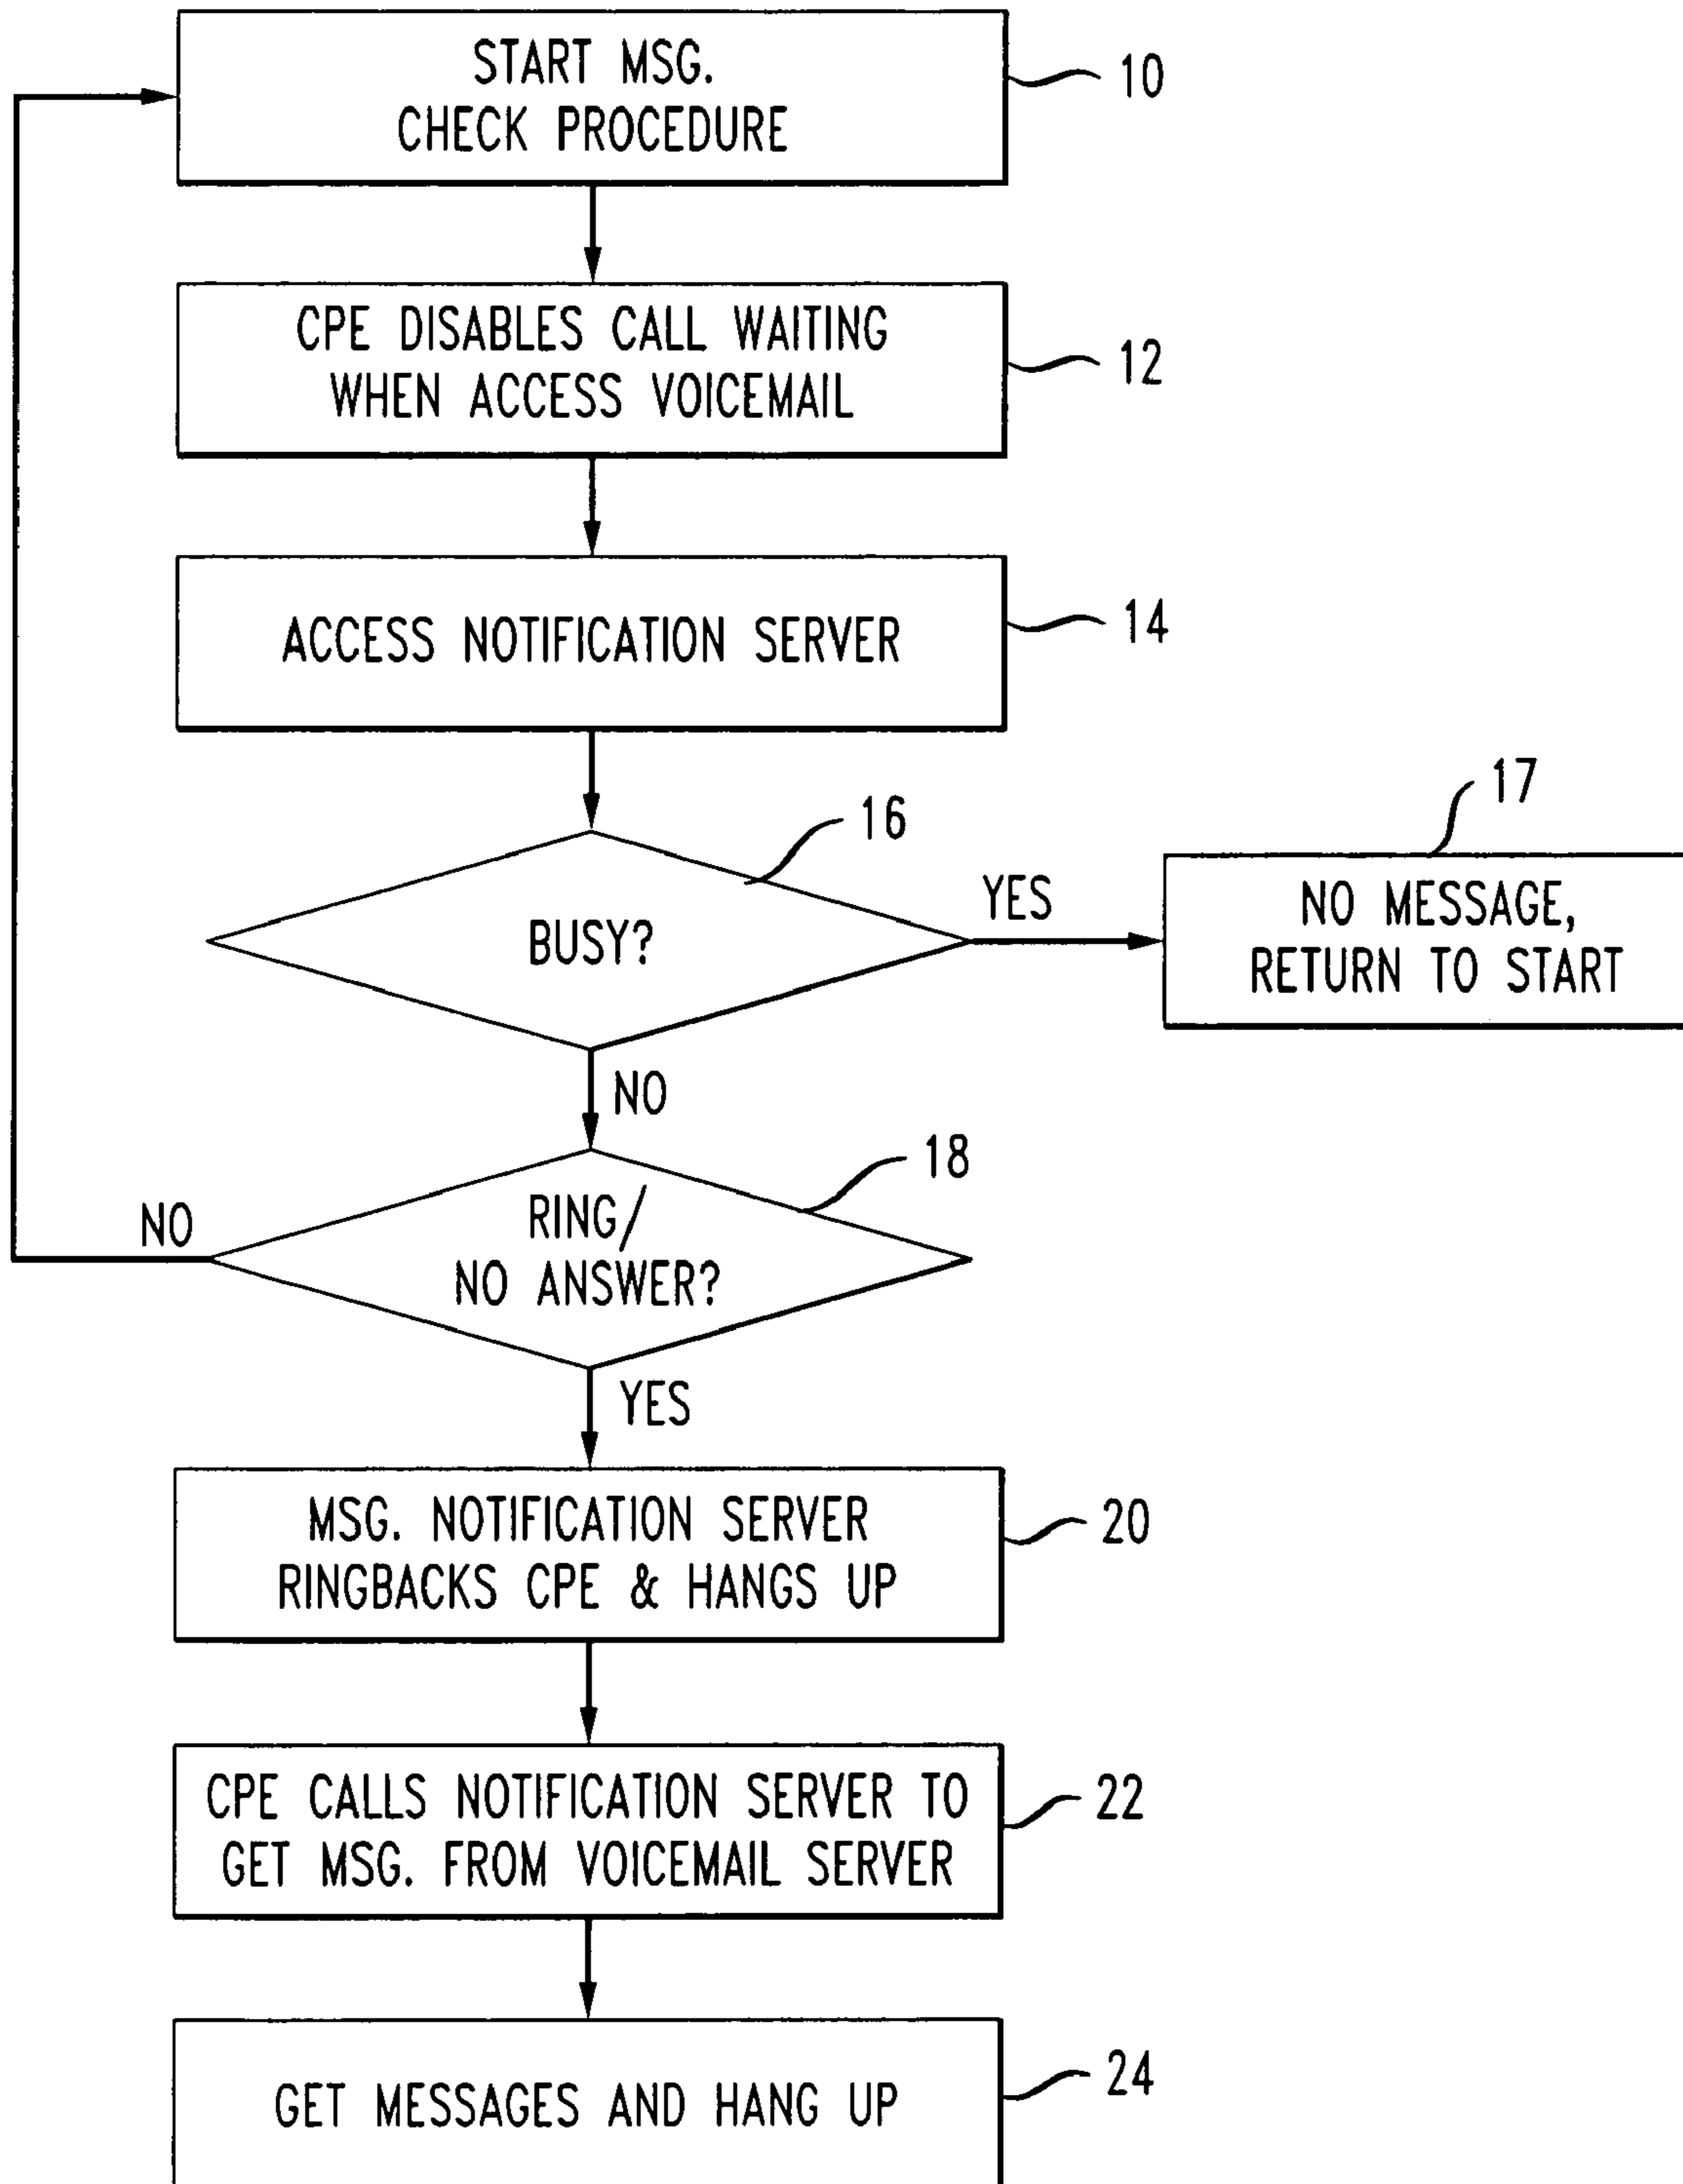 START MSG.
CHECK PROCEDURE
10
CPE DISABLES CALL WAITING
WHEN ACCESS VOICEMAIL
12
ACCESS NOTIFICATION SERVER
14
16
BUSY?
YES
17
NO MESSAGE,
RETURN TO START
NO
18
RING/
NO ANSWER?
NO
YES
MSG. NOTIFICATION SERVER
RINGBACKS CPE & HANGS UP
20
CPE CALLS NOTIFICATION SERVER TO
GET MSG. FROM VOICEMAIL SERVER
22
GET MESSAGES AND HANG UP
24